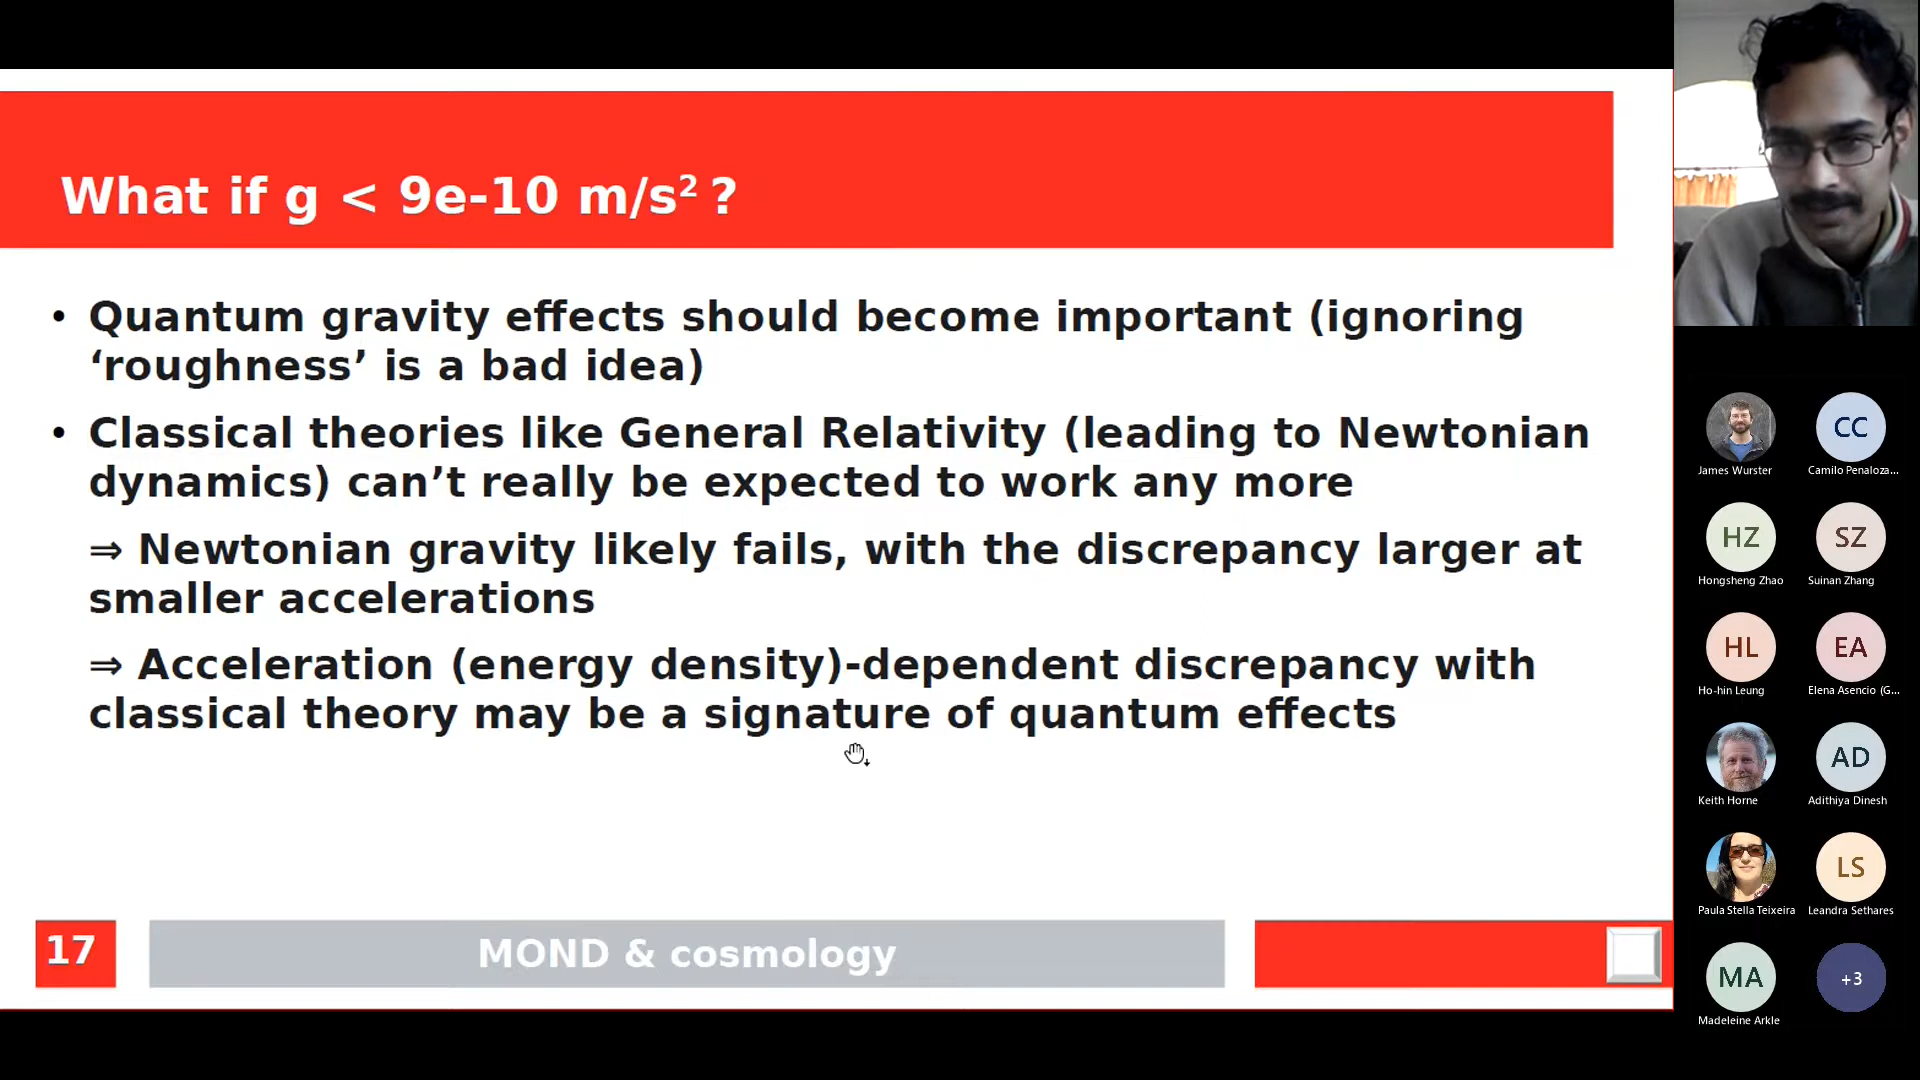 What if g < 9e-10 m/s² ?
• Quantum gravity effects should become important (ignoring
‘roughness’ is a bad idea)
• Classical theories like General Relativity (leading to Newtonian
dynamics) can’t really be expected to work any more
⇒ Newtonian gravity likely fails, with the discrepancy larger at
smaller accelerations
⇒ Acceleration (energy density)-dependent discrepancy with
classical theory may be a signature of quantum effects
17
MOND & cosmology
James Wurster
CC
Camilo Penaloza...
HZ
Hongsheng Zhao
SZ
Suinan Zhang
HL
Ho-hin Leung
EA
Elena Asencio (G...
Keith Horne
AD
Adithiya Dinesh
Paula Stella Teixeira
LS
Leandra Sethares
MA
Madeleine Arkle
+3